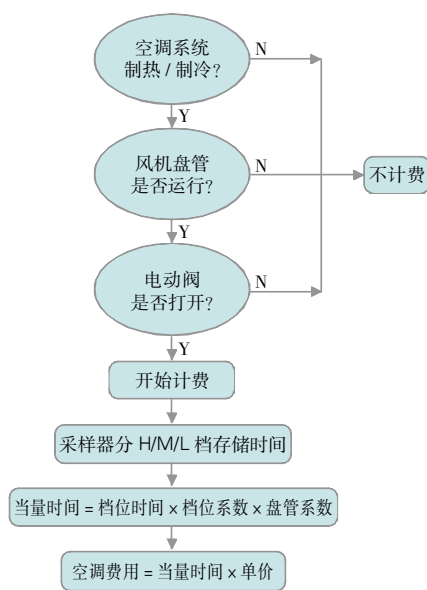 空调系统
制热 / 制冷?
N
Y
风机盘管
是否运行?
N
不计费
Y
电动阀
是否打开?
N
Y
开始计费
采样器分 H/M/L 档存储时间
当量时间 = 档位时间 × 档位系数 × 盘管系数
空调费用 = 当量时间 × 单价